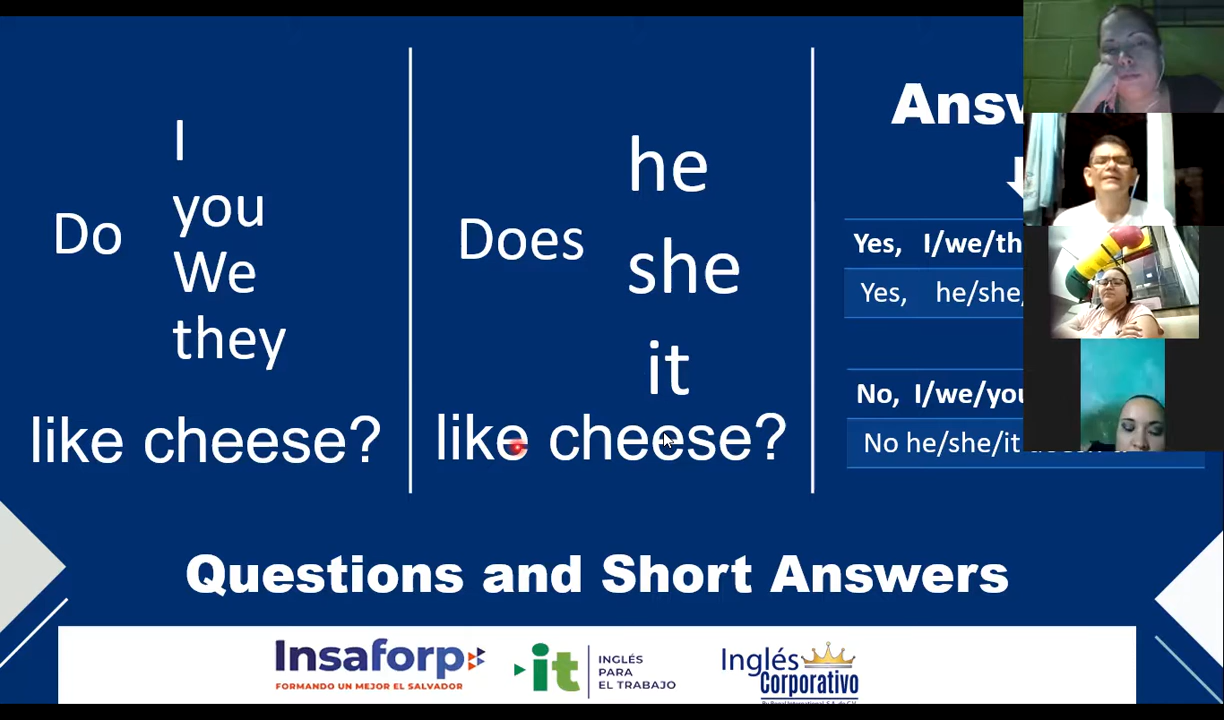 I
you
Do
We
they
like cheese?
he
Does
she
it
like cheese?
Yes, I/we/th
Yes, he/she/
No, I/we/you
No he/she/it
Questions and Short Answers
Insaforp
FORMANDO UN MEJOR EL SALVADOR
it
INGLÉS
PARA
EL TRABAJO
Inglés
Corporativo